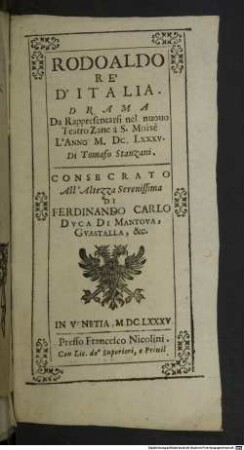 RODOALDO
RE'
D'ITALIA.
DRAMA
Da Rappresentarsi nel nuouo
Teatro Zane à S. Moisè
L'ANNO M. DC. LXXXV.
Di Tomaso Stanzani.
CONSECRATO
All'Altezza Serenissima
DI
FERDINANDO CARLO
DVCA DI MANTOVA,
GVASTALLA, &c.
IN VENETIA, M.DCLXXXV
Presso Francesco Nicolini.
Con Lic. de' Superiori, e Priuil